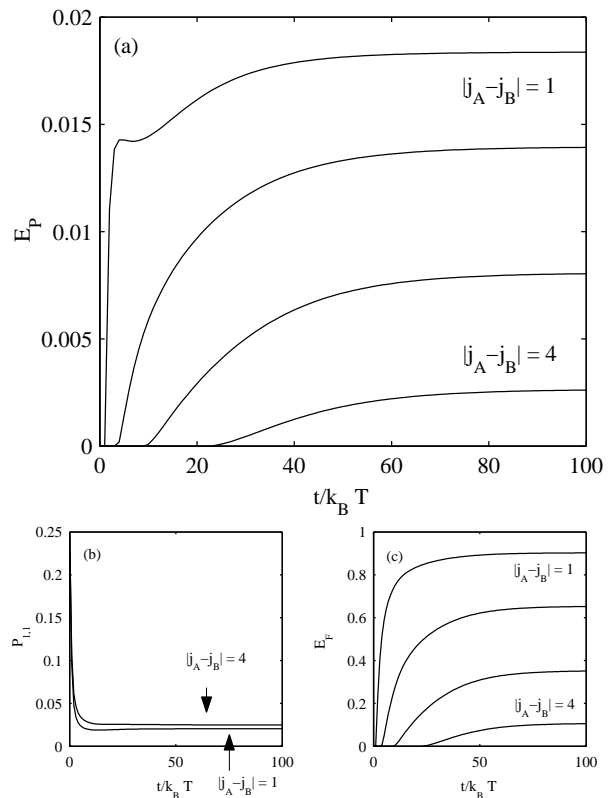 (a)
0.02
0.015
0.01
0.005
0
E_P
|j_A−j_B| = 1
|j_A−j_B| = 4
0 20 40 60 80 100
t/k_B T
(b)
0.25
0.2
0.15
0.1
0.05
0
P_1,1
|j_A−j_B| = 4
|j_A−j_B| = 1
0 50 100
t/k_B T
(c)
1
0.8
0.6
0.4
0.2
0
E_F
|j_A−j_B| = 1
|j_A−j_B| = 4
0 50 100
t/k_B T